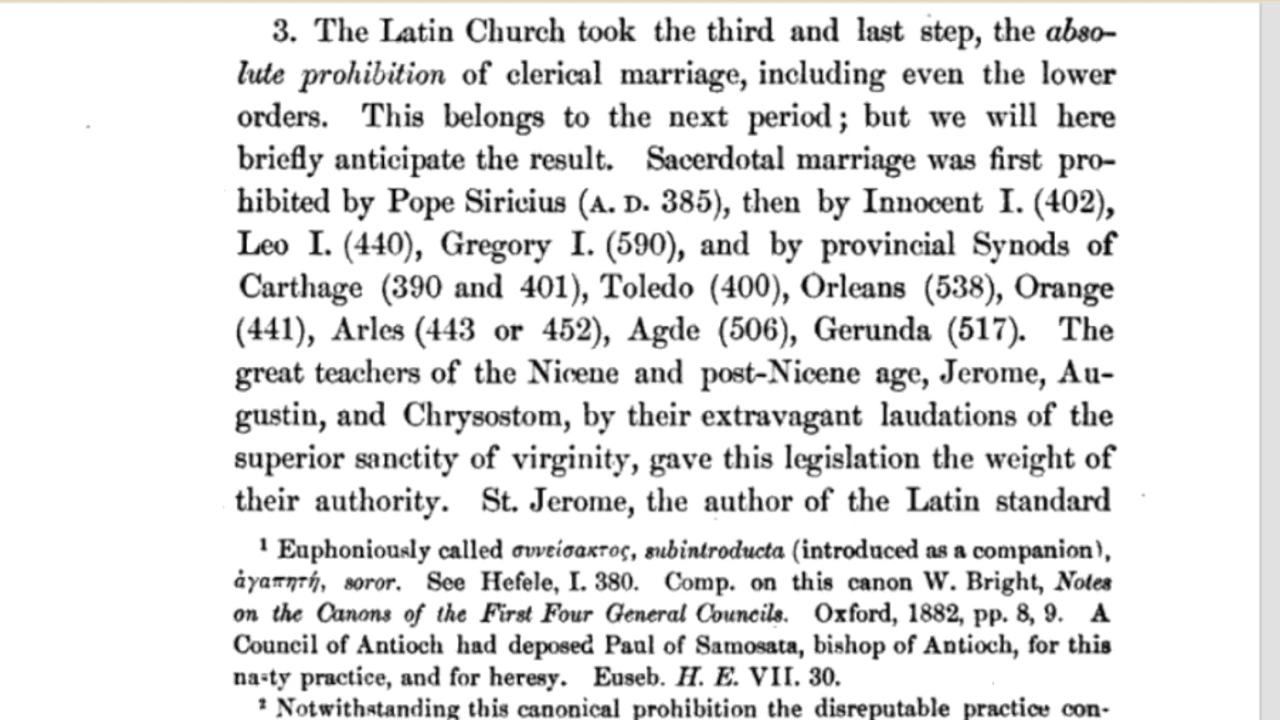 3. The Latin Church took the third and last step, the abso-
lute prohibition of clerical marriage, including even the lower
orders. This belongs to the next period; but we will here
briefly anticipate the result. Sacerdotal marriage was first pro-
hibited by Pope Siricius (A. D. 385), then by Innocent I. (402),
Leo I. (440), Gregory I. (590), and by provincial Synods of
Carthage (390 and 401), Toledo (400), Orleans (538), Orange
(441), Arles (443 or 452), Agde (506), Gerunda (517). The
great teachers of the Nicene and post-Nicene age, Jerome, Au-
gustin, and Chrysostom, by their extravagant laudations of the
superior sanctity of virginity, gave this legislation the weight of
their authority. St. Jerome, the author of the Latin standard
¹ Euphoniously called συνείσακτος, subintroducta (introduced as a companion),
ἀγαπητή, soror. See Hefele, I. 380. Comp. on this canon W. Bright, Notes
on the Canons of the First Four General Councils. Oxford, 1882, pp. 8, 9. A
Council of Antioch had deposed Paul of Samosata, bishop of Antioch, for this
nasty practice, and for heresy. Euseb. H. E. VII. 30.
² Notwithstanding this canonical prohibition the disreputable practice con-